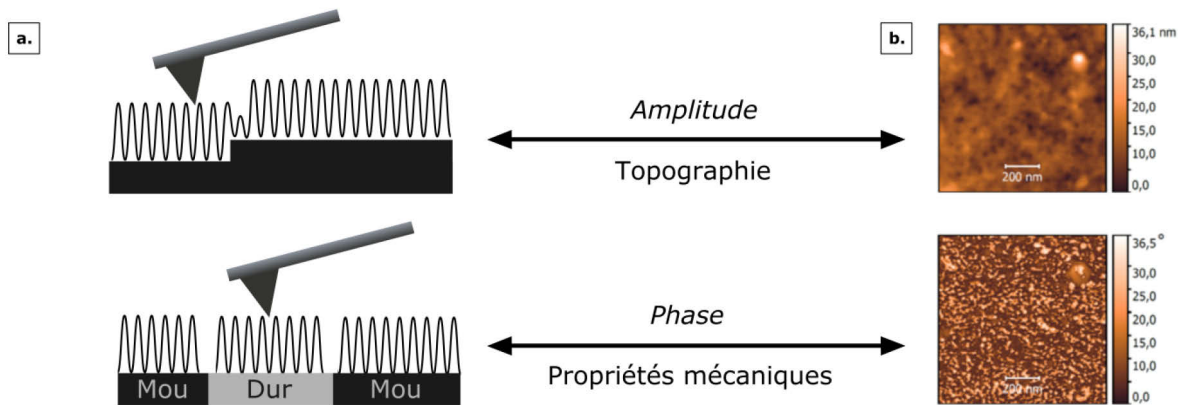 a.
b.
Amplitude
Topographie
36,1 nm
30,0
25,0
20,0
15,0
10,0
0,0
200 nm
Phase
Propriétés mécaniques
Mou
Dur
Mou
36,5 °
30,0
25,0
20,0
15,0
10,0
0,0
200 nm